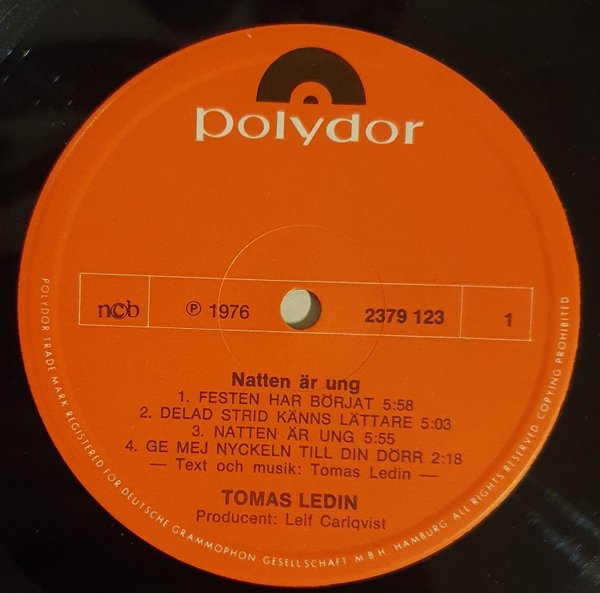 polydor
ncb ℗ 1976 2379 123 1
Natten är ung
1. FESTEN HAR BÖRJAT 5:58
2. DELAD STRID KÄNNS LÄTTARE 5:03
3. NATTEN ÄR UNG 5:55
4. GE MEJ NYCKELN TILL DIN DÖRR 2:18
— Text och musik: Tomas Ledin —
TOMAS LEDIN
Producent: Leif Carlqvist
POLYDOR TRADE MARK REGISTERED FOR DEUTSCHE GRAMMOPHON GESELLSCHAFT M B H, HAMBURG ALL RIGHTS RESERVED COPYING PROHIBITED